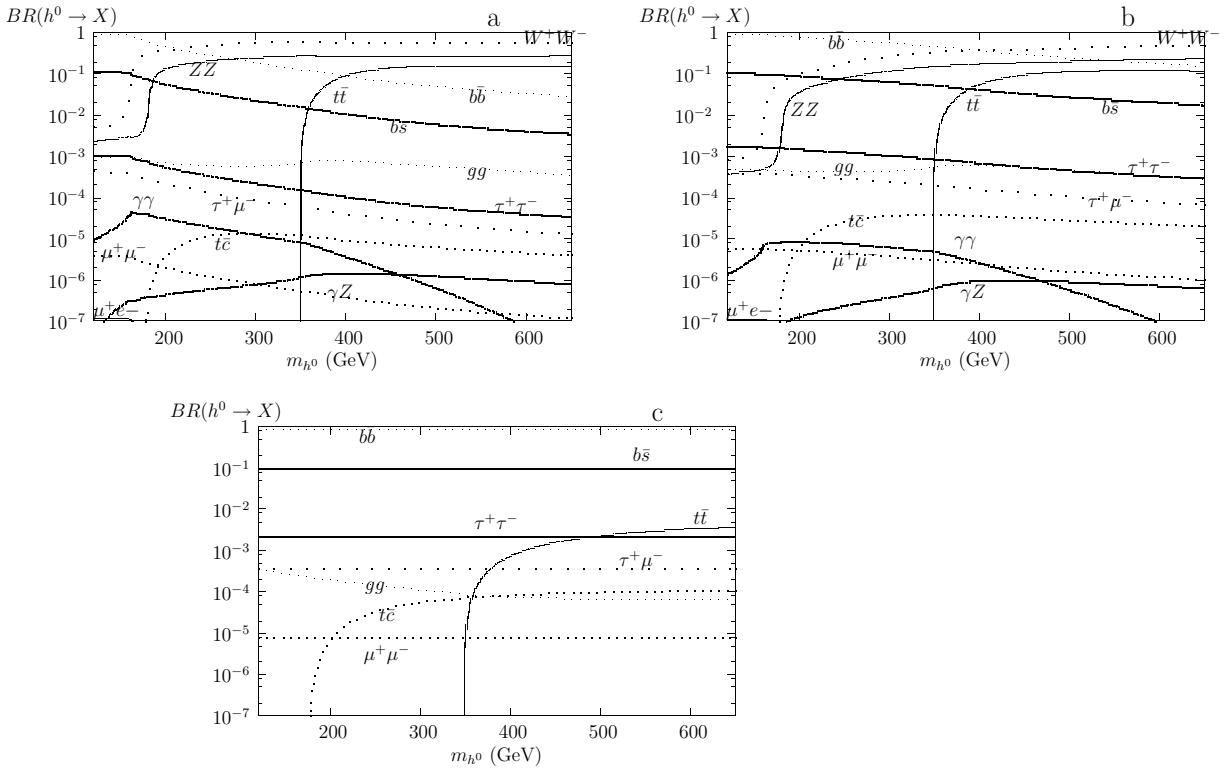 BR(h⁰ → X) a
1
10⁻¹
10⁻²
10⁻³
10⁻⁴
10⁻⁵
10⁻⁶
10⁻⁷
W⁺W⁻
ZZ
tt̄
bb̄
bs̄
gg
γγ
τ⁺μ⁻
τ⁺τ⁻
μ⁺μ⁻
tc̄
γZ
μ⁺e−
200 300 400 500 600
m_h⁰ (GeV)
BR(h⁰ → X) b
1
10⁻¹
10⁻²
10⁻³
10⁻⁴
10⁻⁵
10⁻⁶
10⁻⁷
bb̄
W⁺W⁻
ZZ
tt̄
bs̄
gg
τ⁺τ⁻
τ⁺μ⁻
tc̄
γγ
μ⁺μ⁻
γZ
μ⁺e−
200 300 400 500 600
m_h⁰ (GeV)
BR(h⁰ → X) c
1
10⁻¹
10⁻²
10⁻³
10⁻⁴
10⁻⁵
10⁻⁶
10⁻⁷
bb
bs̄
τ⁺τ⁻
tt̄
τ⁺μ⁻
gg
tc̄
μ⁺μ⁻
200 300 400 500 600
m_h⁰ (GeV)